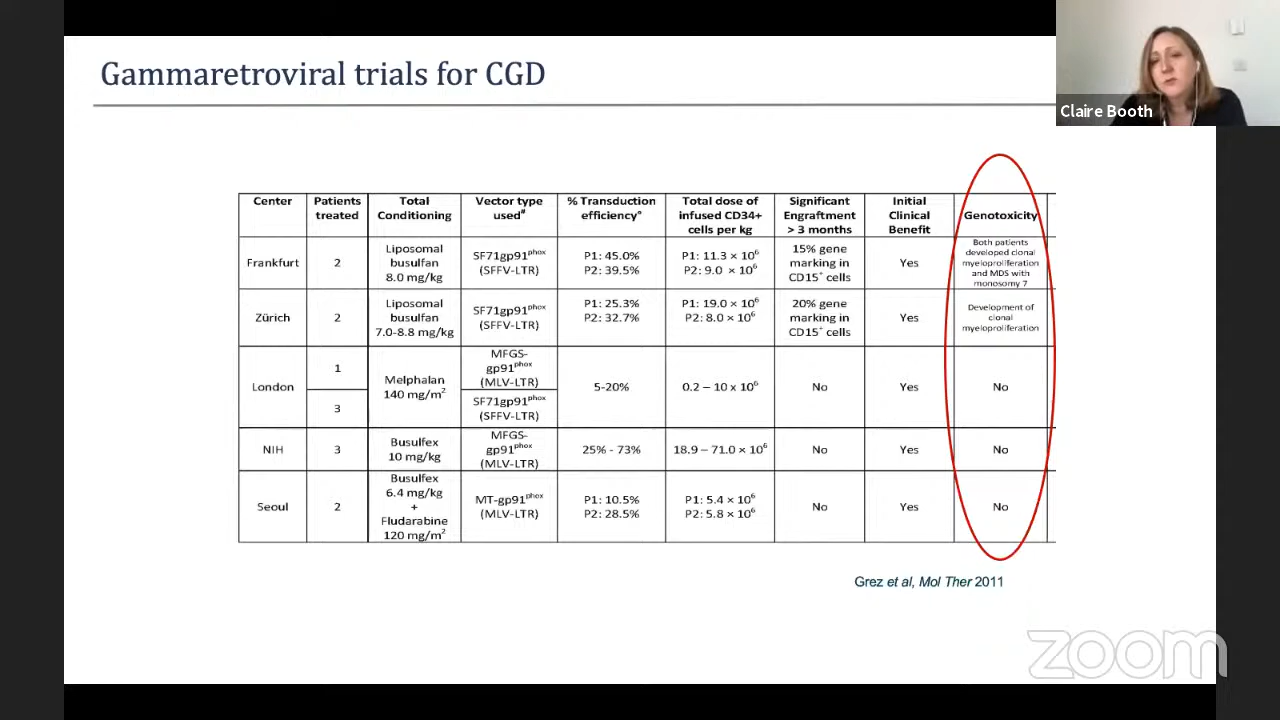 Gammaretroviral trials for CGD
Claire Booth
Center
Patients
treated
Total
Conditioning
Vector type
used#
% Transduction
efficiency°
Total dose of
infused CD34+
cells per kg
Significant
Engraftment
> 3 months
Initial
Clinical
Benefit
Genotoxicity
Frankfurt
2
Liposomal
busulfan
8.0 mg/kg
SF71gp91phox
(SFFV-LTR)
P1: 45.0%
P2: 39.5%
P1: 11.3 × 10⁶
P2: 9.0 × 10⁶
15% gene
marking in
CD15⁺ cells
Yes
Both patients
developed clonal
myeloproliferation
and MDS with
monosomy 7
Zürich
2
Liposomal
busulfan
7.0-8.8 mg/kg
SF71gp91phox
(SFFV-LTR)
P1: 25.3%
P2: 32.7%
P1: 19.0 × 10⁶
P2: 8.0 × 10⁶
20% gene
marking in
CD15⁺ cells
Yes
Development of
clonal
myeloproliferation
London
1
3
Melphalan
140 mg/m²
MFGS-
gp91phox
(MLV-LTR)
SF71gp91phox
(SFFV-LTR)
5-20%
0.2 – 10 x 10⁶
No
Yes
No
NIH
3
Busulfex
10 mg/kg
MFGS-
gp91phox
(MLV-LTR)
25% - 73%
18.9 – 71.0 × 10⁶
No
Yes
No
Seoul
2
Busulfex
6.4 mg/kg
+
Fludarabine
120 mg/m²
MT-gp91phox
(MLV-LTR)
P1: 10.5%
P2: 28.5%
P1: 5.4 × 10⁶
P2: 5.8 × 10⁶
No
Yes
No
Grez et al, Mol Ther 2011
zoom